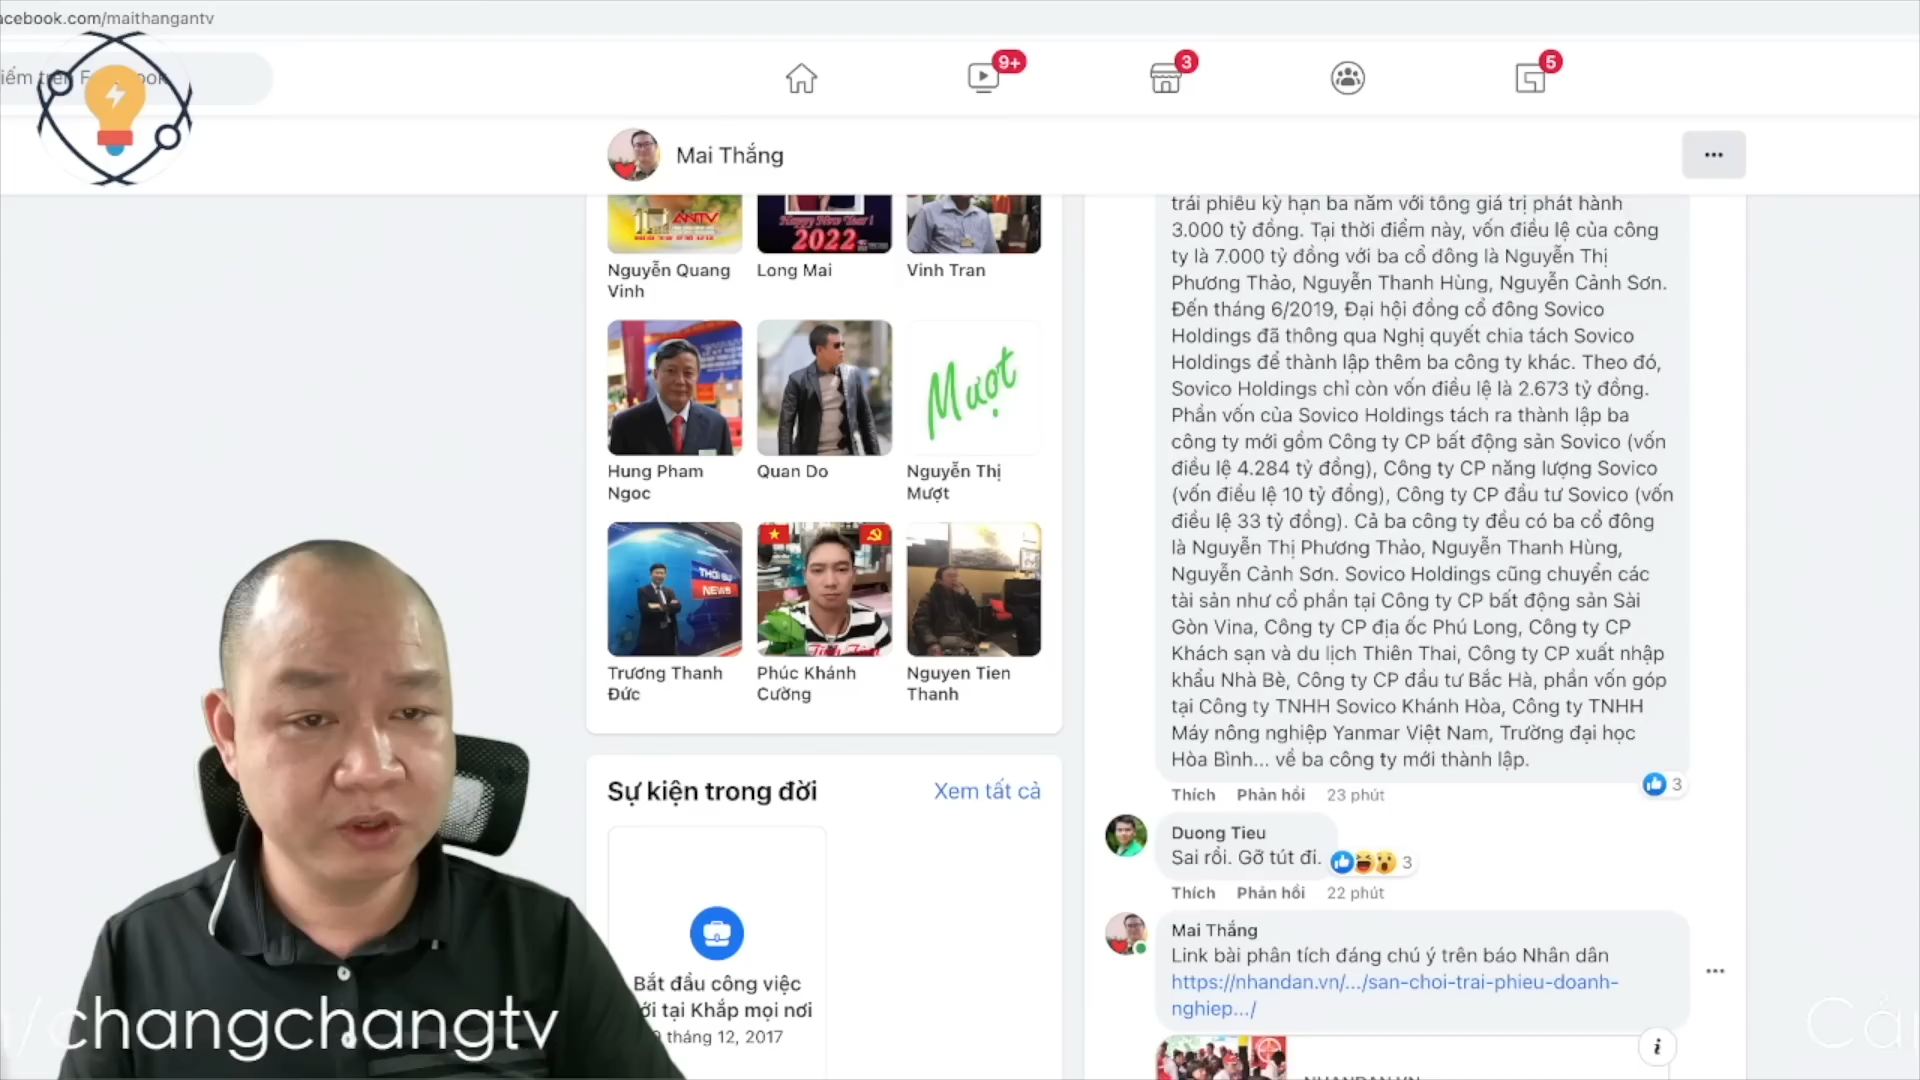 acebook.com/maithangantv
iếm trên Facebook
9+
3
5
Mai Thắng
ANTV
Happy New Year!
2022
Nguyễn Quang
Vinh
Long Mai
Vinh Tran
Mượt
Hung Pham
Ngoc
Quan Do
Nguyễn Thị
Mượt
THỜI SỰ
NEWS
Trương Thanh
Đức
Phúc Khánh
Cường
Nguyen Tien
Thanh
Sự kiện trong đời
Xem tất cả
Bắt đầu công việc
ới tại Khắp mọi nơi
tháng 12, 2017
trái phiếu kỳ hạn ba năm với tổng giá trị phát hành
3.000 tỷ đồng. Tại thời điểm này, vốn điều lệ của công
ty là 7.000 tỷ đồng với ba cổ đông là Nguyễn Thị
Phương Thảo, Nguyễn Thanh Hùng, Nguyễn Cảnh Sơn.
Đến tháng 6/2019, Đại hội đồng cổ đông Sovico
Holdings đã thông qua Nghị quyết chia tách Sovico
Holdings để thành lập thêm ba công ty khác. Theo đó,
Sovico Holdings chỉ còn vốn điều lệ là 2.673 tỷ đồng.
Phần vốn của Sovico Holdings tách ra thành lập ba
công ty mới gồm Công ty CP bất động sản Sovico (vốn
điều lệ 4.284 tỷ đồng), Công ty CP năng lượng Sovico
(vốn điều lệ 10 tỷ đồng), Công ty CP đầu tư Sovico (vốn
điều lệ 33 tỷ đồng). Cả ba công ty đều có ba cổ đông
là Nguyễn Thị Phương Thảo, Nguyễn Thanh Hùng,
Nguyễn Cảnh Sơn. Sovico Holdings cũng chuyển các
tài sản như cổ phần tại Công ty CP bất động sản Sài
Gòn Vina, Công ty CP địa ốc Phú Long, Công ty CP
Khách sạn và du lịch Thiên Thai, Công ty CP xuất nhập
khẩu Nhà Bè, Công ty CP đầu tư Bắc Hà, phần vốn góp
tại Công ty TNHH Sovico Khánh Hòa, Công ty TNHH
Máy nông nghiệp Yanmar Việt Nam, Trường đại học
Hòa Bình... về ba công ty mới thành lập.
3
Thích Phản hồi 23 phút
Duong Tieu
Sai rồi. Gỡ tút đi.
3
Thích Phản hồi 22 phút
Mai Thắng
Link bài phân tích đáng chú ý trên báo Nhân dân
https://nhandan.vn/.../san-choi-trai-phieu-doanh-
nghiep.../
NHANDAN.VN
/changchangtv